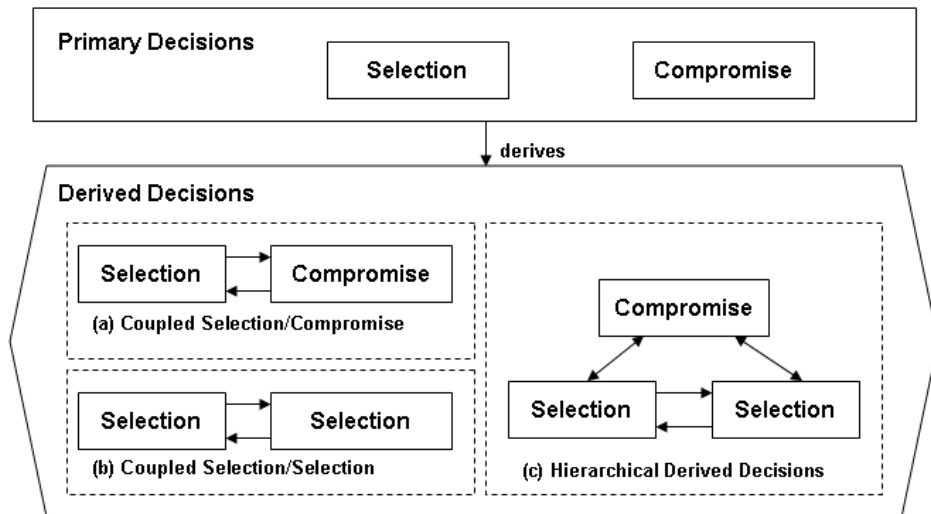 Primary Decisions
Selection
Compromise
derives
Derived Decisions
Selection
Compromise
(a) Coupled Selection/Compromise
Selection
Selection
(b) Coupled Selection/Selection
Compromise
Selection
Selection
(c) Hierarchical Derived Decisions